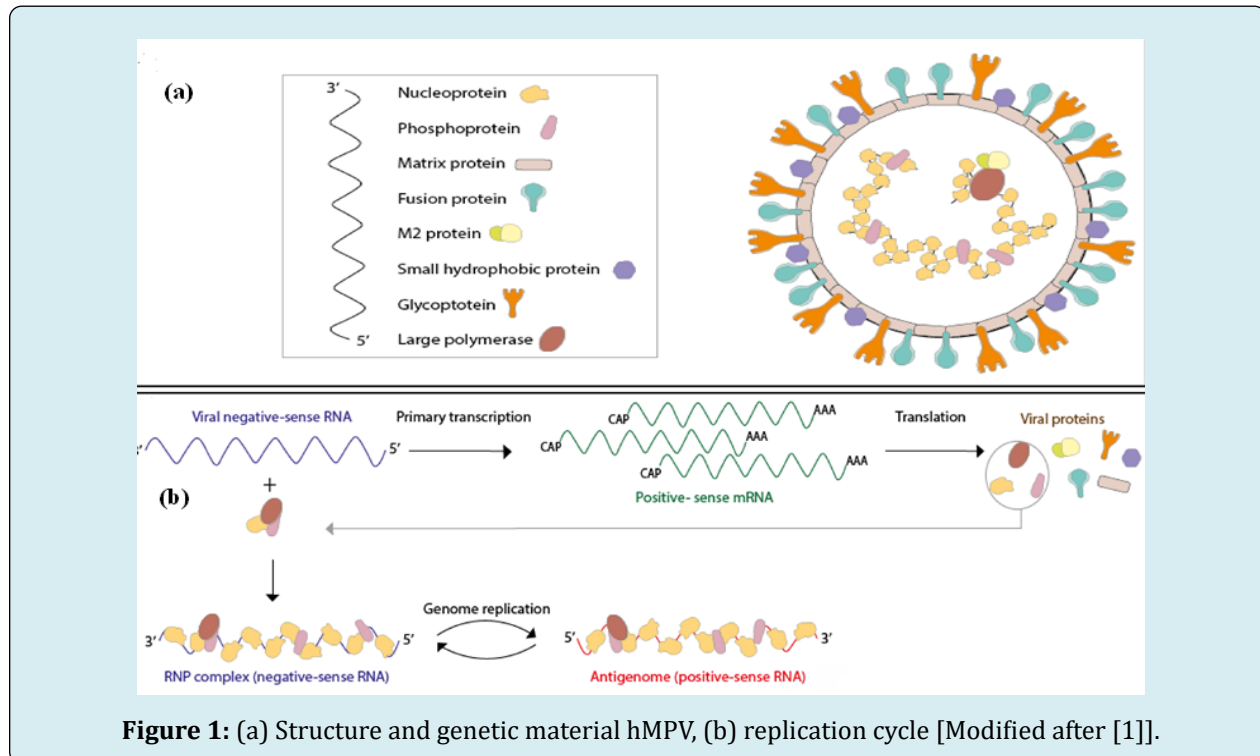 (a)
3’
Nucleoprotein
Phosphoprotein
Matrix protein
Fusion protein
M2 protein
Small hydrophobic protein
Glycoptotein
5’ Large polymerase
Viral negative-sense RNA
Primary transcription
CAP
AAA
Translation
Viral proteins
3’
5’
CAP
AAA
CAP
AAA
+
(b)
Positive- sense mRNA
Genome replication
3’
5’
5’
3’
RNP complex (negative-sense RNA)
Antigenome (positive-sense RNA)
Figure 1: (a) Structure and genetic material hMPV, (b) replication cycle [Modified after [1]].